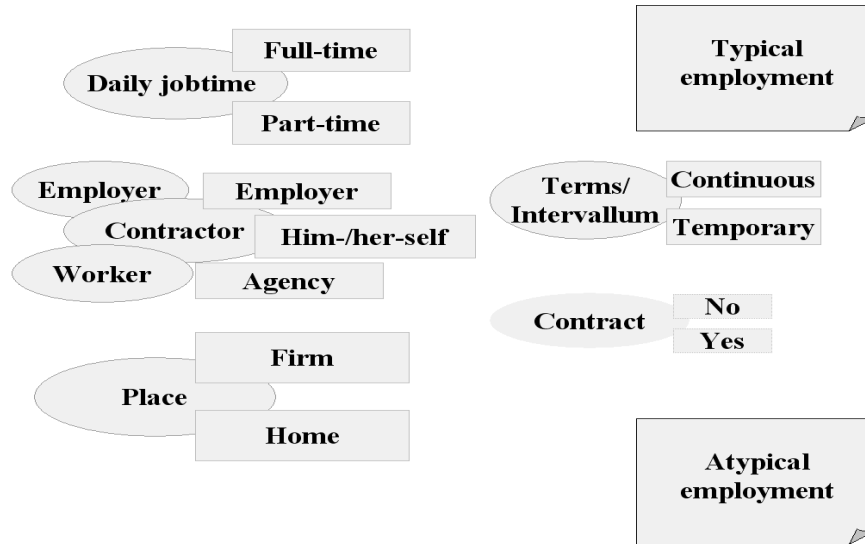 Full-time
Daily jobtime
Part-time
Typical
employment
Employer
Employer
Contractor
Him-/her-self
Worker
Agency
Terms/
Intervallum
Continuous
Temporary
Contract
No
Yes
Firm
Place
Home
Atypical
employment